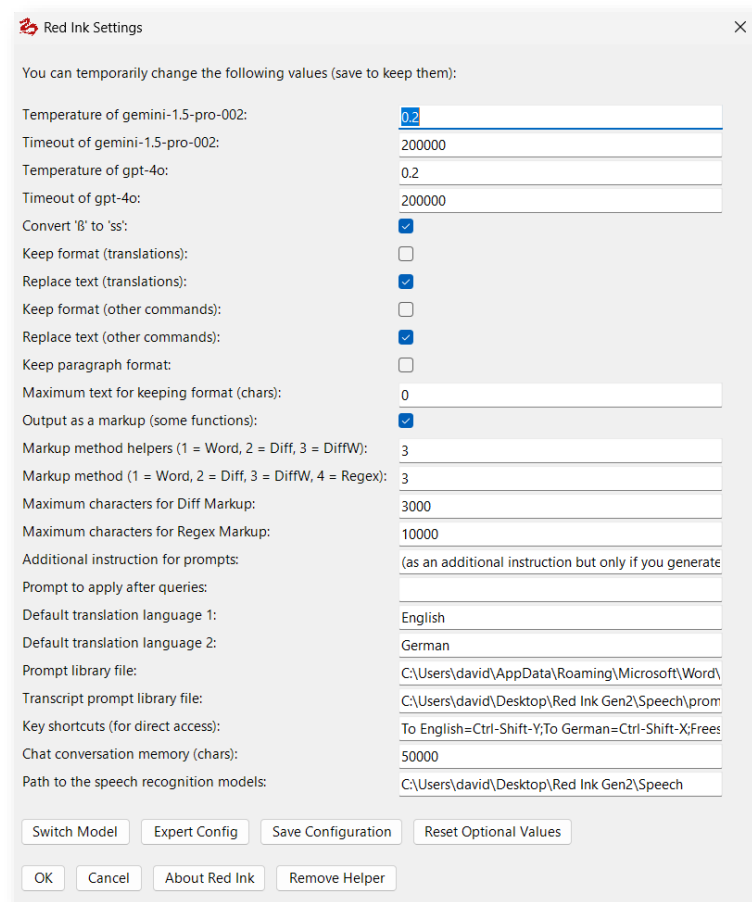 Red Ink Settings
You can temporarily change the following values (save to keep them):
Temperature of gemini-1.5-pro-002: 0.2
Timeout of gemini-1.5-pro-002: 200000
Temperature of gpt-4o: 0.2
Timeout of gpt-4o: 200000
Convert 'ß' to 'ss':
Keep format (translations):
Replace text (translations):
Keep format (other commands):
Replace text (other commands):
Keep paragraph format:
Maximum text for keeping format (chars): 0
Output as a markup (some functions):
Markup method helpers (1 = Word, 2 = Diff, 3 = DiffW): 3
Markup method (1 = Word, 2 = Diff, 3 = DiffW, 4 = Regex): 3
Maximum characters for Diff Markup: 3000
Maximum characters for Regex Markup: 10000
Additional instruction for prompts: (as an additional instruction but only if you generate
Prompt to apply after queries:
Default translation language 1: English
Default translation language 2: German
Prompt library file: C:\Users\david\AppData\Roaming\Microsoft\Word\
Transcript prompt library file: C:\Users\david\Desktop\Red Ink Gen2\Speech\prom
Key shortcuts (for direct access): To English=Ctrl-Shift-Y;To German=Ctrl-Shift-X;Frees
Chat conversation memory (chars): 50000
Path to the speech recognition models: C:\Users\david\Desktop\Red Ink Gen2\Speech
Switch Model Expert Config Save Configuration Reset Optional Values
OK Cancel About Red Ink Remove Helper